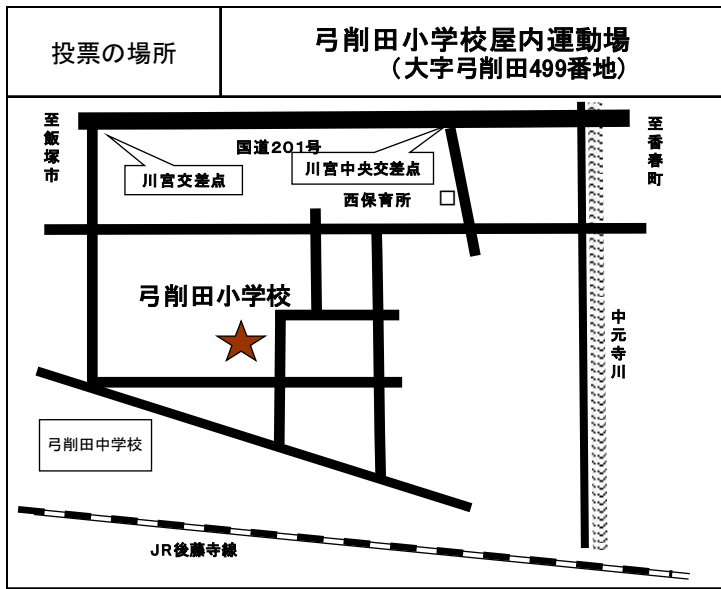 投票の場所
弓削田小学校屋内運動場
（大字弓削田499番地）
至飯塚市
国道201号
至香春町
川宮交差点
川宮中央交差点
西保育所
弓削田小学校
中元寺川
弓削田中学校
JR後藤寺線